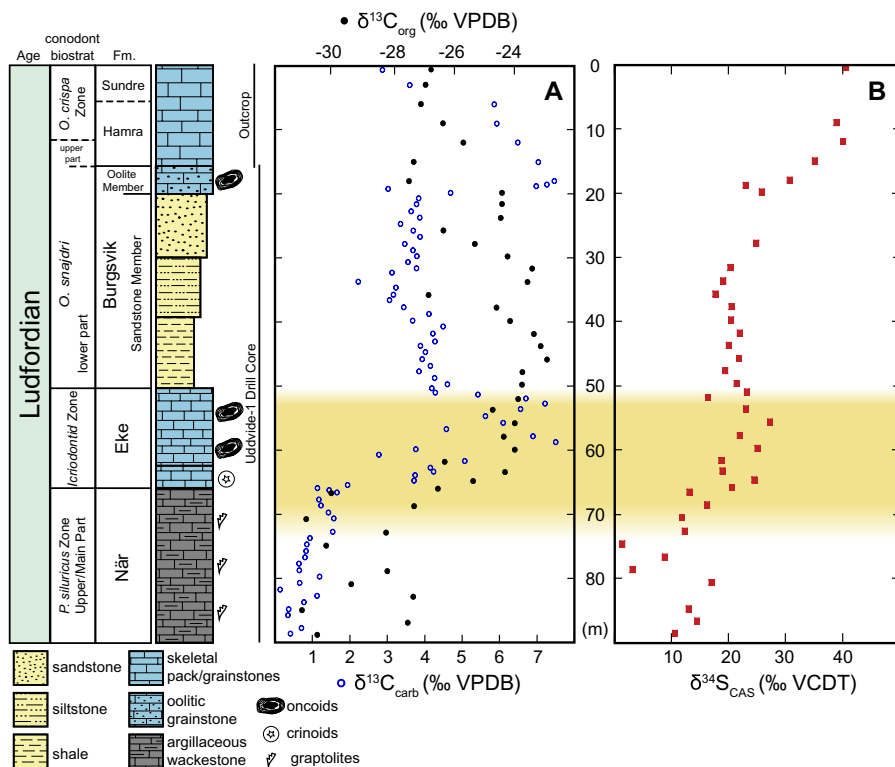 ● δ13Corg (‰ VPDB)
conodont
Age biostrat Fm.
-30 -28 -26 -24
A
B
Ludfordian
O. crispa
Zone
upper
part
O. snajdri
lower part
Icriodontid Zone
P. siluricus Zone
Upper/Main Part
Sundre
Hamra
Oolite
Member
Burgsvik
Sandstone Member
Eke
När
Outcrop
Uddvide-1 Drill Core
0
10
20
30
40
50
60
70
80
(m)
1 2 3 4 5 6 7
δ13Ccarb (‰ VPDB)
10 20 30 40
δ34SCAS (‰ VCDT)
sandstone
siltstone
shale
skeletal
pack/grainstones
oolitic
grainstone
argillaceous
wackestone
oncoids
crinoids
graptolites